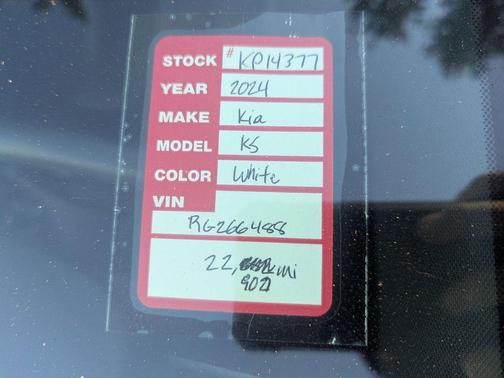 STOCK # KP14377
YEAR 2024
MAKE Kia
MODEL K5
COLOR White
VIN
RG266488
22, mi
902